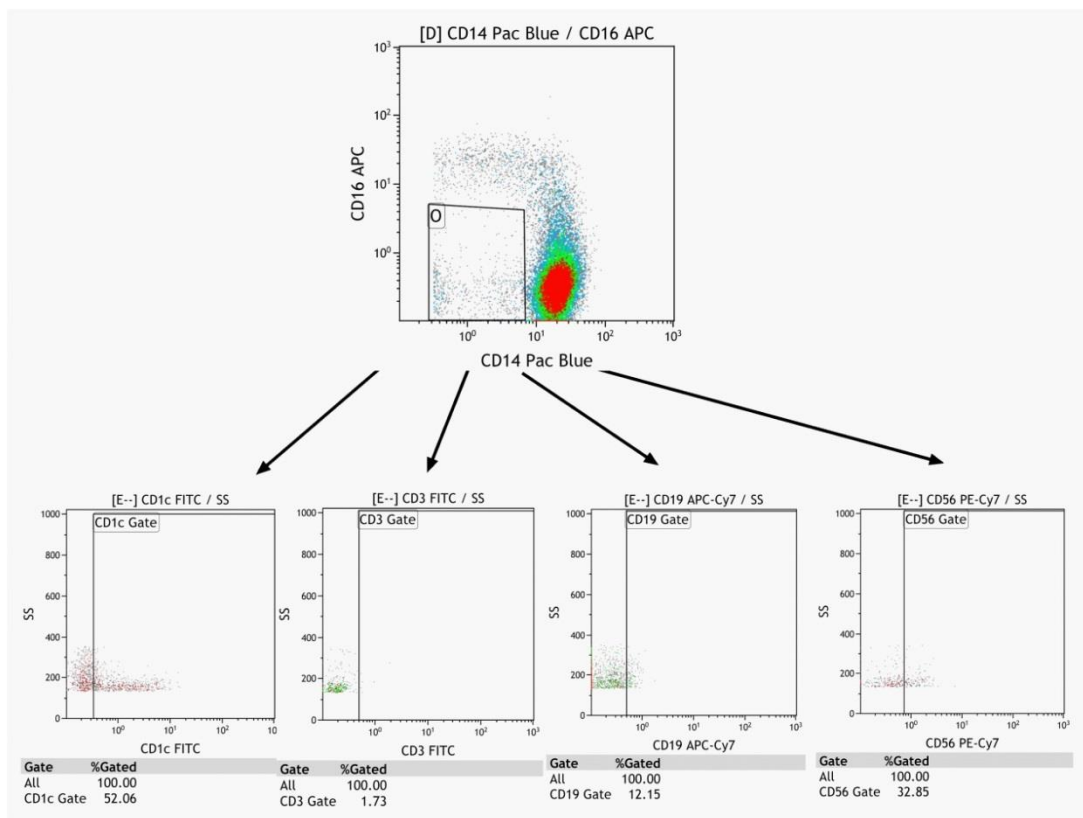 [D] CD14 Pac Blue / CD16 APC
10³
10²
10¹
10⁰
CD16 APC
O
10⁰ 10¹ 10² 10³
CD14 Pac Blue
[E--] CD1c FITC / SS
1000
800
600
400
200
0
SS
CD1c Gate
10⁰ 10¹ 10²
CD1c FITC
Gate %Gated
All 100.00
CD1c Gate 52.06
[E--] CD3 FITC / SS
1000
800
600
400
200
0
SS
CD3 Gate
10⁰ 10¹ 10² 10³
CD3 FITC
Gate %Gated
All 100.00
CD3 Gate 1.73
[E--] CD19 APC-Cy7 / SS
1000
800
600
400
200
0
SS
CD19 Gate
10⁰ 10¹ 10² 10³
CD19 APC-Cy7
Gate %Gated
All 100.00
CD19 Gate 12.15
[E--] CD56 PE-Cy7 / SS
1000
800
600
400
200
0
SS
CD56 Gate
10⁰ 10¹ 10² 10³
CD56 PE-Cy7
Gate %Gated
All 100.00
CD56 Gate 32.85